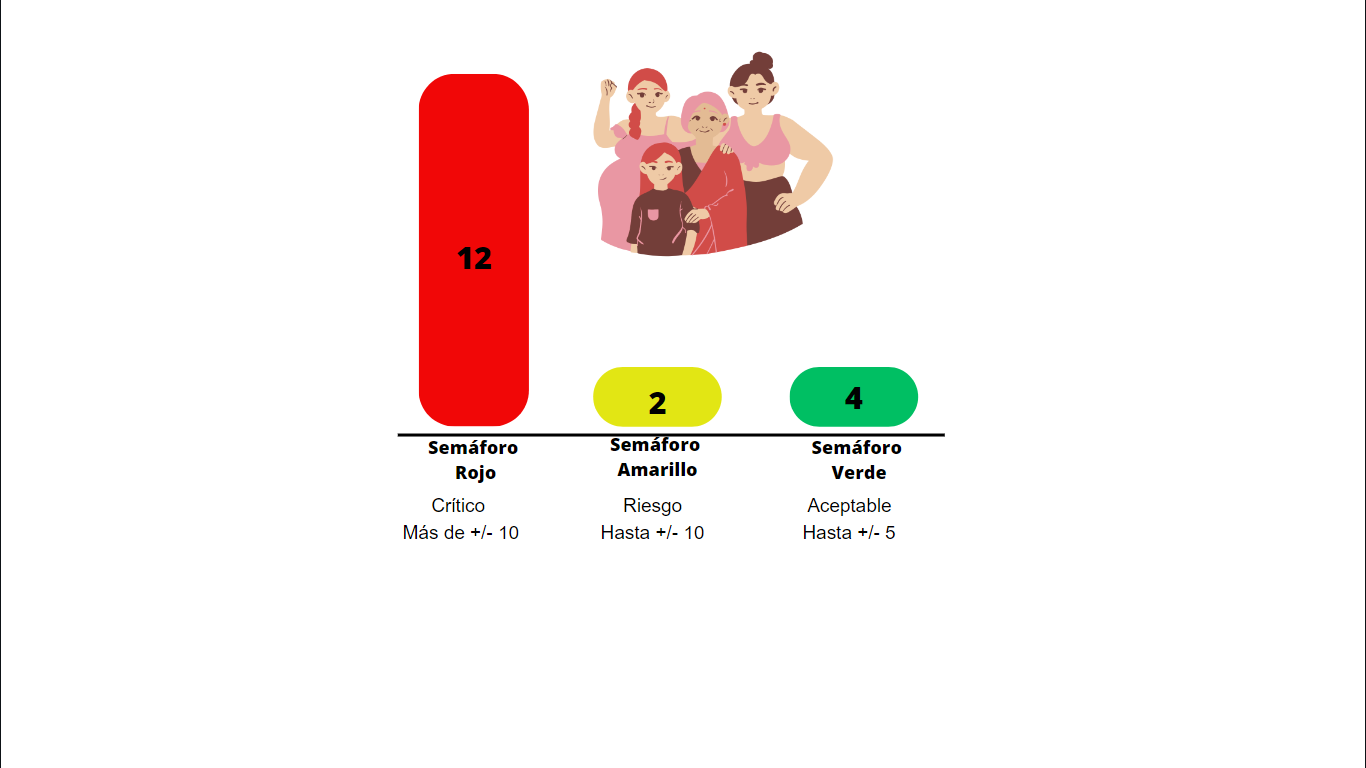 12
2
4
Semáforo
Rojo
Semáforo
Amarillo
Semáforo
Verde
Crítico
Más de +/- 10
Riesgo
Hasta +/- 10
Aceptable
Hasta +/- 5